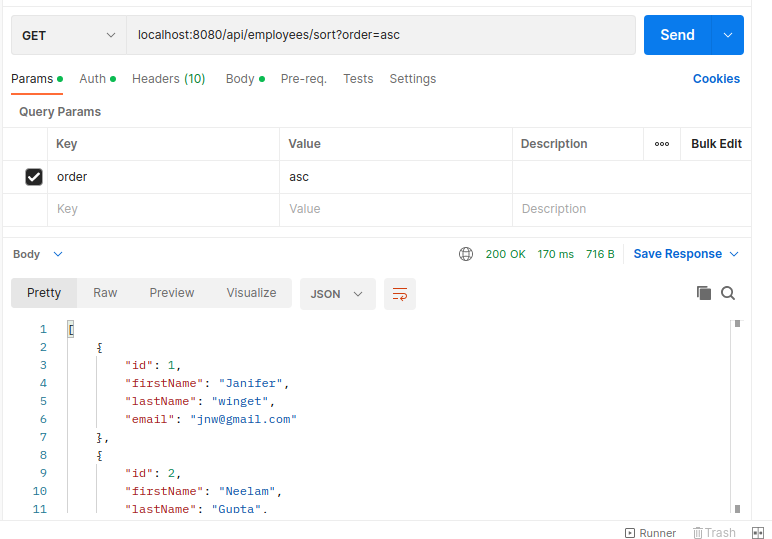 GET localhost:8080/api/employees/sort?order=asc Send
Params Auth Headers (10) Body Pre-req. Tests Settings Cookies
Query Params
Key Value Description ooo Bulk Edit
order asc
Key Value Description
Body 200 OK 170 ms 716 B Save Response
Pretty Raw Preview Visualize JSON
1 [
2 {
3 "id": 1,
4 "firstName": "Janifer",
5 "lastName": "winget",
6 "email": "jnw@gmail.com"
7 },
8 {
9 "id": 2,
10 "firstName": "Neelam",
11 "lastName": "Gupta",
Runner Trash